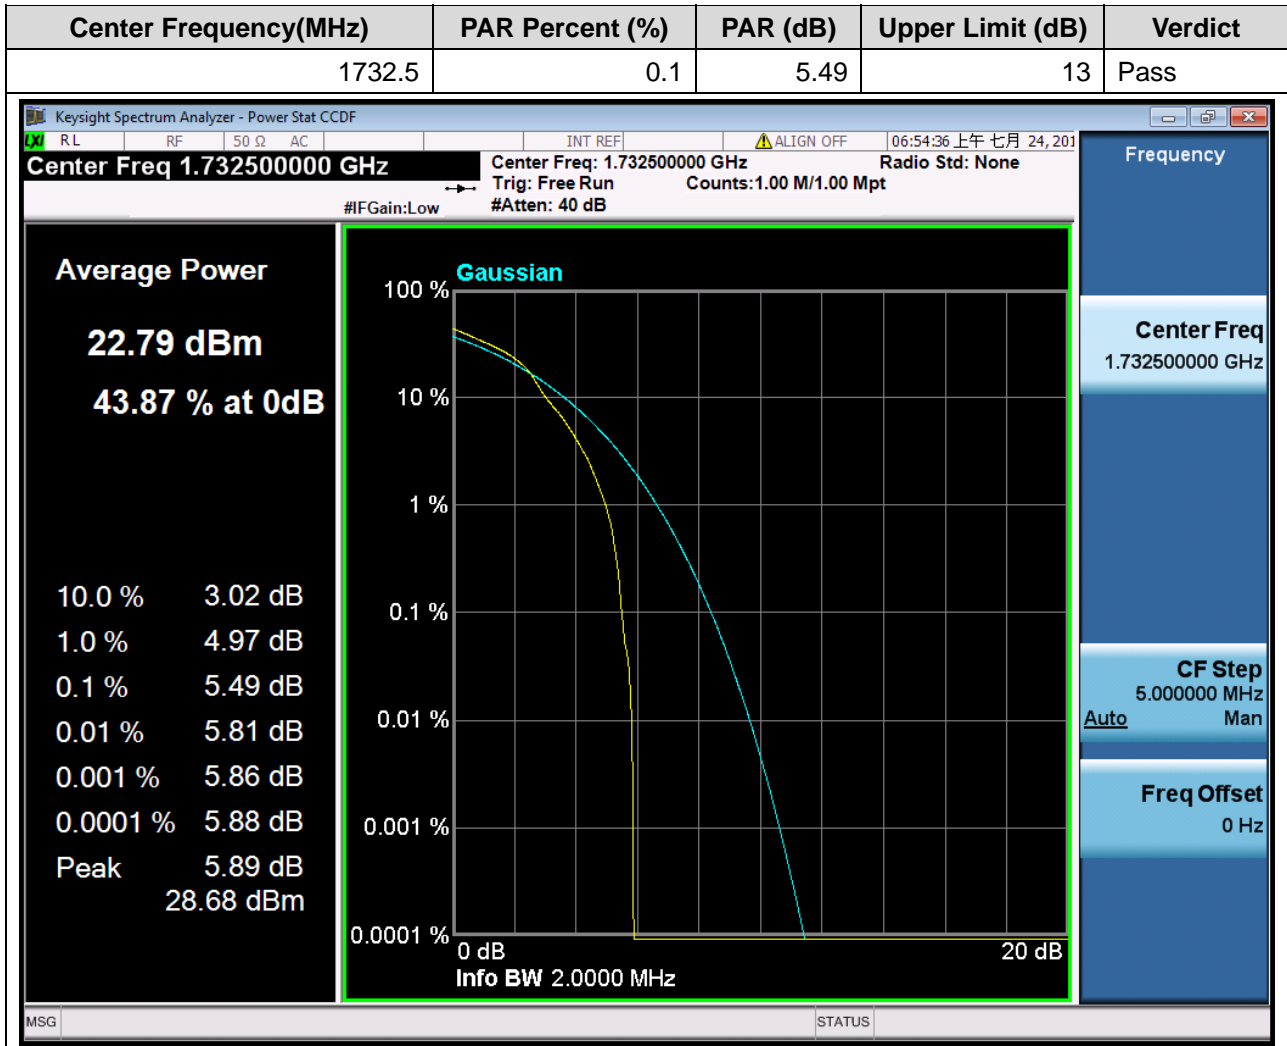 Center Frequency(MHz) PAR Percent (%) PAR (dB) Upper Limit (dB) Verdict
1732.5 0.1 5.49 13 Pass
Keysight Spectrum Analyzer - Power Stat CCDF
LXI RL RF 50 Ω AC INT REF ALIGN OFF 06:54:36 上午 七月 24, 201
Center Freq 1.732500000 GHz
Center Freq: 1.732500000 GHz Radio Std: None
Trig: Free Run Counts:1.00 M/1.00 Mpt
#IFGain:Low #Atten: 40 dB
Average Power
22.79 dBm
43.87 % at 0dB
10.0 % 3.02 dB
1.0 % 4.97 dB
0.1 % 5.49 dB
0.01 % 5.81 dB
0.001 % 5.86 dB
0.0001 % 5.88 dB
Peak 5.89 dB
28.68 dBm
Gaussian
100 %
10 %
1 %
0.1 %
0.01 %
0.001 %
0.0001 %
0 dB 20 dB
Info BW 2.0000 MHz
Frequency
Center Freq
1.732500000 GHz
CF Step
5.000000 MHz
Auto Man
Freq Offset
0 Hz
MSG STATUS